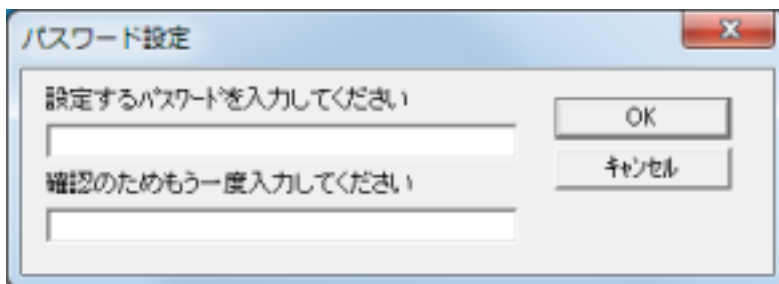 パスワード設定
設定するﾊﾟｽﾜｰﾄﾞを入力してください
OK
ｷｬﾝｾﾙ
確認のためもう一度入力してください